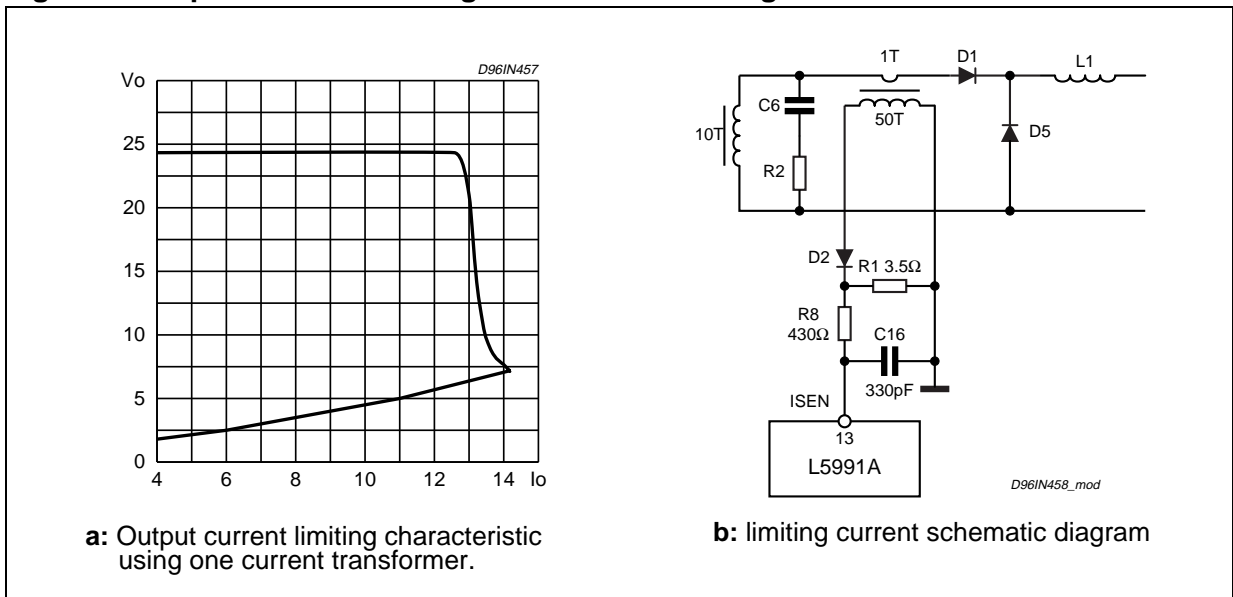 D96IN457
Vo
25
20
15
10
5
0
4 6 8 10 12 14 Io
a: Output current limiting characteristic
using one current transformer.
1T
D1
L1
C6
50T
10T
D5
R2
D2
R1 3.5Ω
R8
430Ω
C16
330pF
ISEN
13
L5991A
D96IN458_mod
b: limiting current schematic diagram